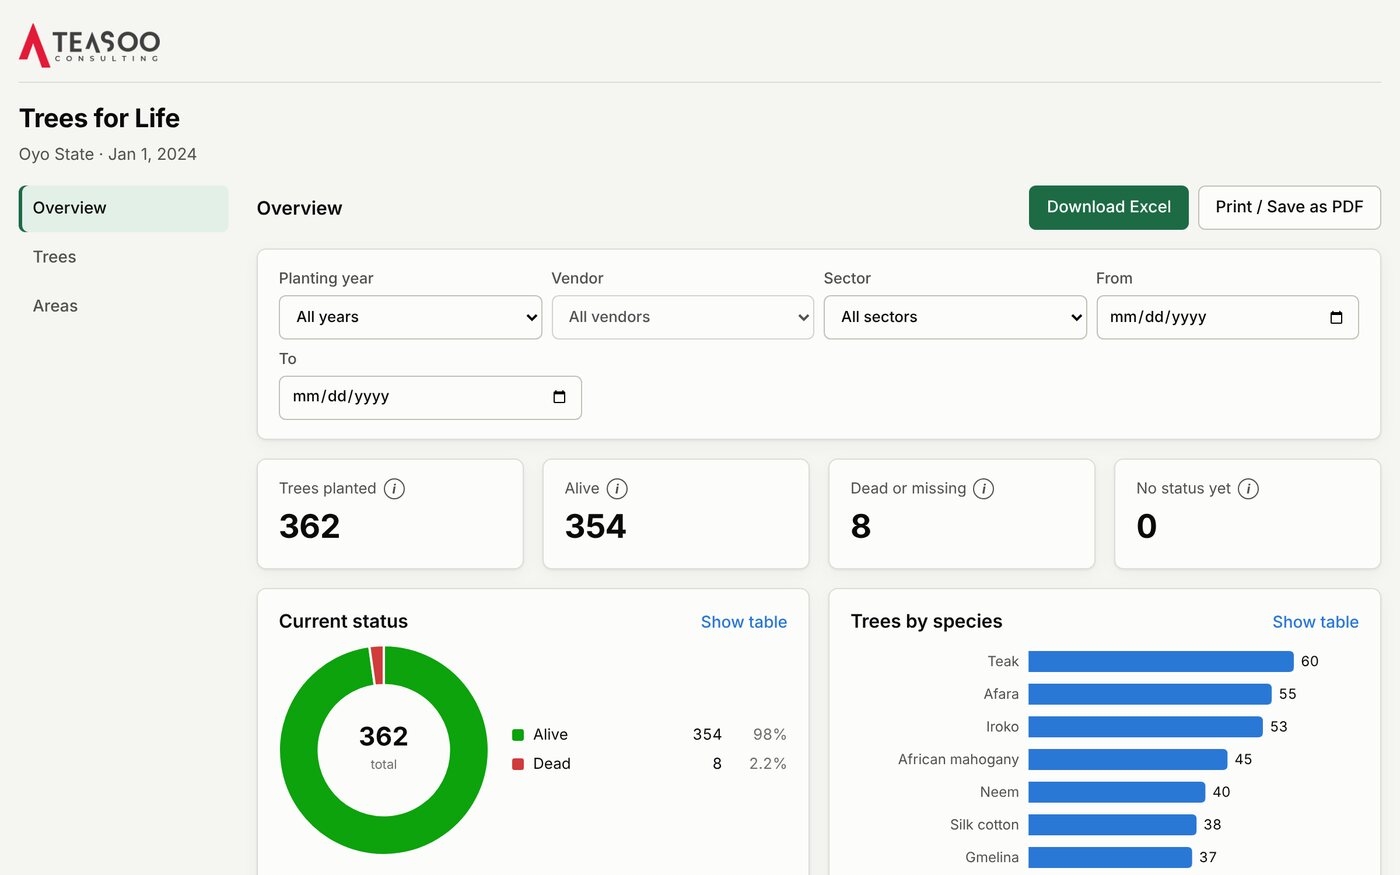 TEASOO
CONSULTING
Trees for Life
Oyo State · Jan 1, 2024
Overview
Trees
Areas
Overview
Download Excel
Print / Save as PDF
Planting year
Vendor
Sector
From
All years
All vendors
All sectors
mm/dd/yyyy
To
mm/dd/yyyy
Trees planted i
362
Alive i
354
Dead or missing i
8
No status yet i
0
Current status
Show table
362
total
Alive 354 98%
Dead 8 2.2%
Trees by species
Show table
Teak 60
Afara 55
Iroko 53
African mahogany 45
Neem 40
Silk cotton 38
Gmelina 37